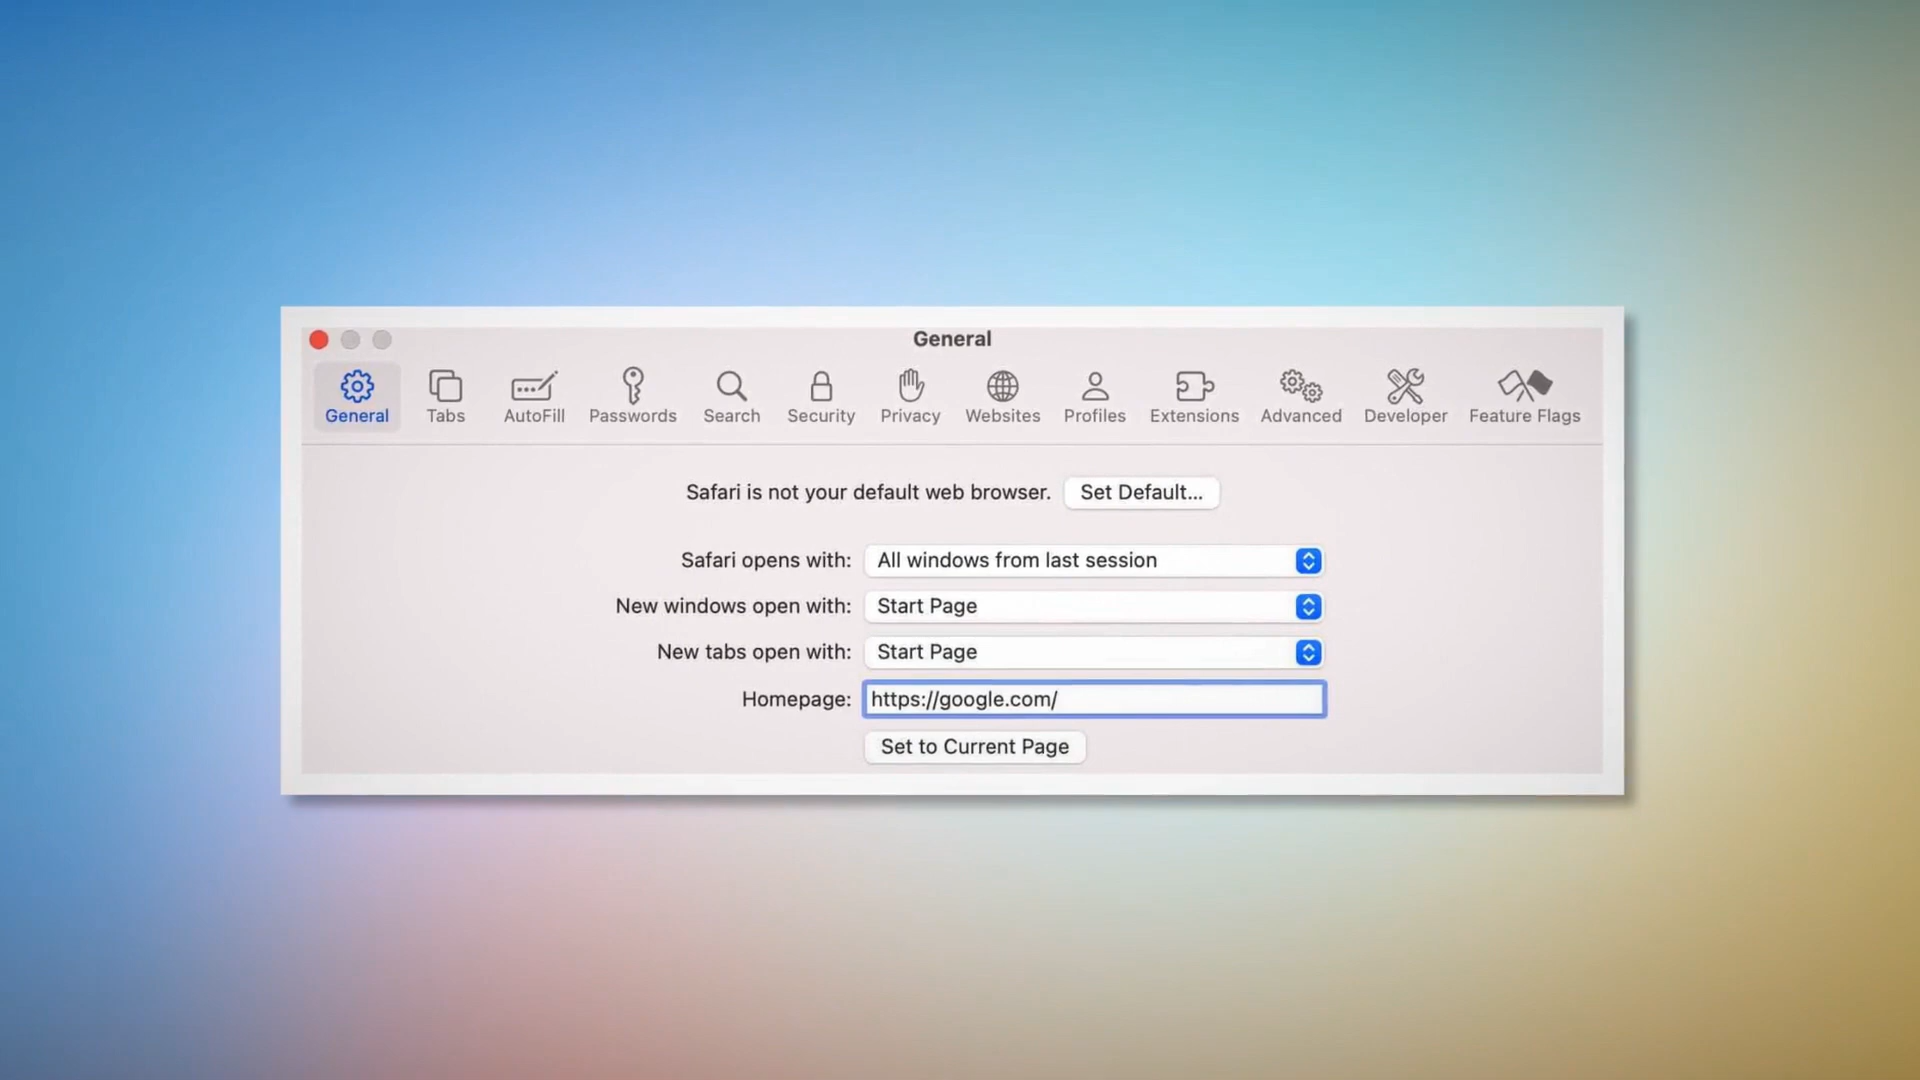 General
General Tabs AutoFill Passwords Search Security Privacy Websites Profiles Extensions Advanced Developer Feature Flags
Safari is not your default web browser. Set Default...
Safari opens with: All windows from last session
New windows open with: Start Page
New tabs open with: Start Page
Homepage: https://google.com/
Set to Current Page